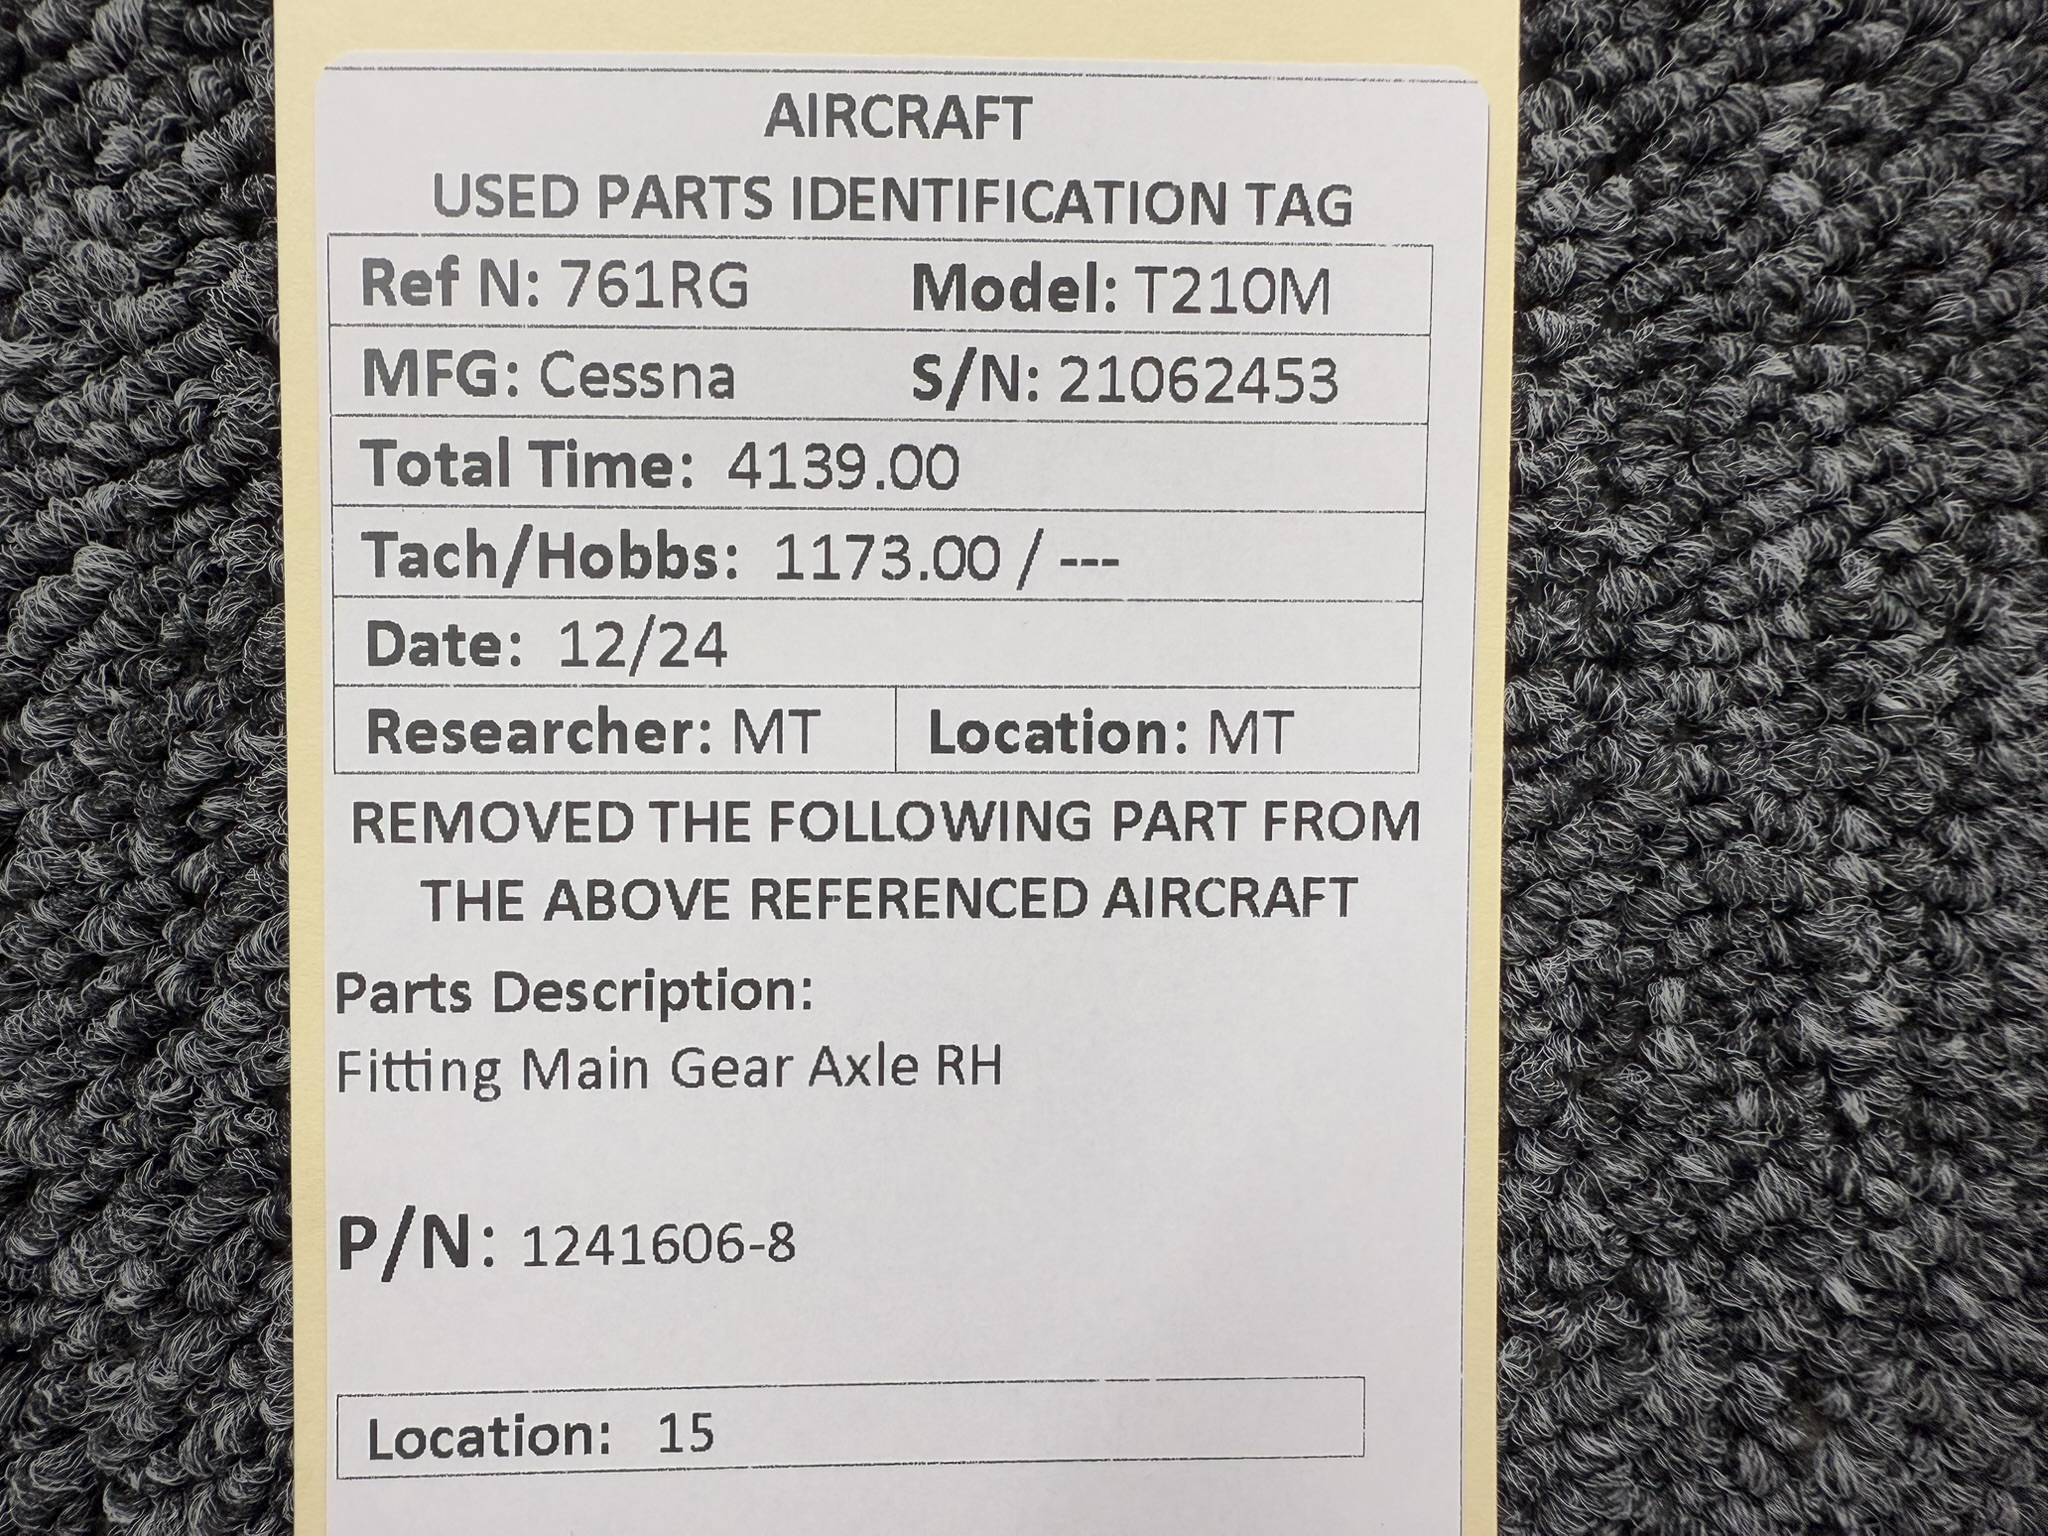 AIRCRAFT
USED PARTS IDENTIFICATION TAG
Ref N: 761RG Model: T210M
MFG: Cessna S/N: 21062453
Total Time: 4139.00
Tach/Hobbs: 1173.00 / ---
Date: 12/24
Researcher: MT Location: MT
REMOVED THE FOLLOWING PART FROM
THE ABOVE REFERENCED AIRCRAFT
Parts Description:
Fitting Main Gear Axle RH
P/N: 1241606-8
Location: 15